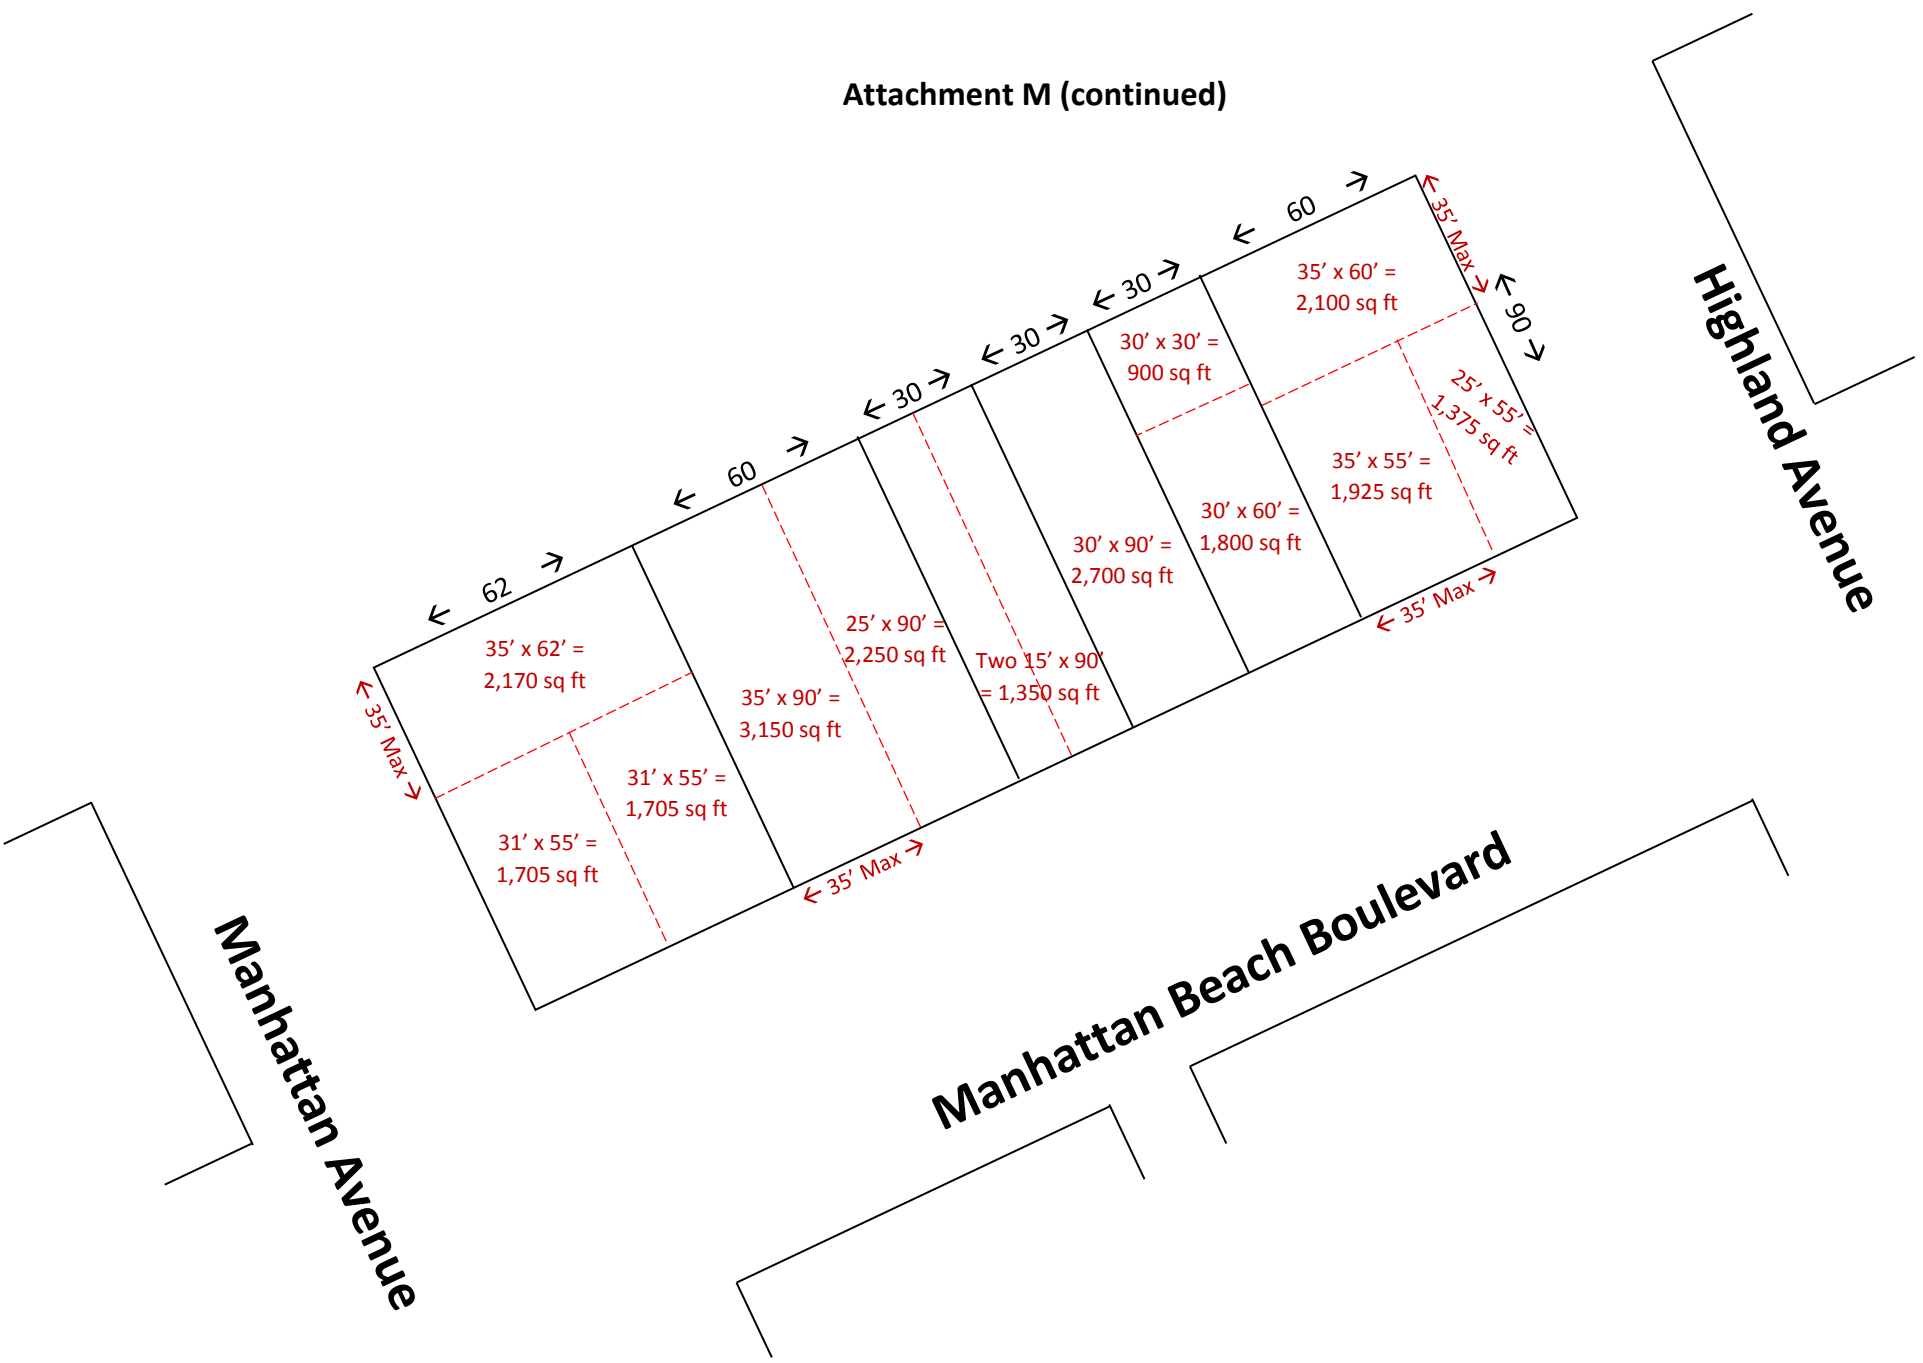 Attachment M (continued)
← 60 →
← 30 →
← 30 →
← 30 →
← 60 →
← 62 →
← 35’ Max →
← 90 →
35’ x 60’ =
2,100 sq ft
30’ x 30’ =
900 sq ft
25’ x 55’ =
1,375 sq ft
35’ x 55’ =
1,925 sq ft
30’ x 60’ =
1,800 sq ft
30’ x 90’ =
2,700 sq ft
25’ x 90’ =
2,250 sq ft
Two 15’ x 90’
= 1,350 sq ft
35’ x 62’ =
2,170 sq ft
35’ x 90’ =
3,150 sq ft
31’ x 55’ =
1,705 sq ft
31’ x 55’ =
1,705 sq ft
← 35’ Max →
← 35’ Max →
← 35’ Max →
Highland Avenue
Manhattan Beach Boulevard
Manhattan Avenue